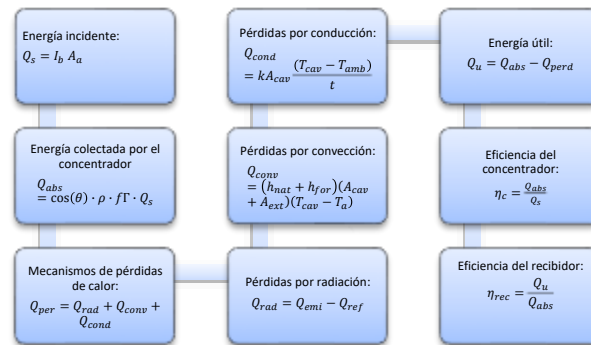 Energía incidente:
Q_s = I_b A_a
Energía colectada por el
concentrador
Q_abs
= cos(θ) · ρ · fΓ · Q_s
Mecanismos de pérdidas
de calor:
Q_per = Q_rad + Q_conv +
Q_cond
Pérdidas por radiación:
Q_rad = Q_emi − Q_ref
Pérdidas por convección:
Q_conv
= (h_nat + h_for)(A_cav
+ A_ext)(T_cav − T_a)
Pérdidas por conducción:
Q_cond
= kA_cav (T_cav − T_amb)/t
Energía útil:
Q_u = Q_abs − Q_perd
Eficiencia del
concentrador:
η_c = Q_abs/Q_s
Eficiencia del recibidor:
η_rec = Q_u/Q_abs